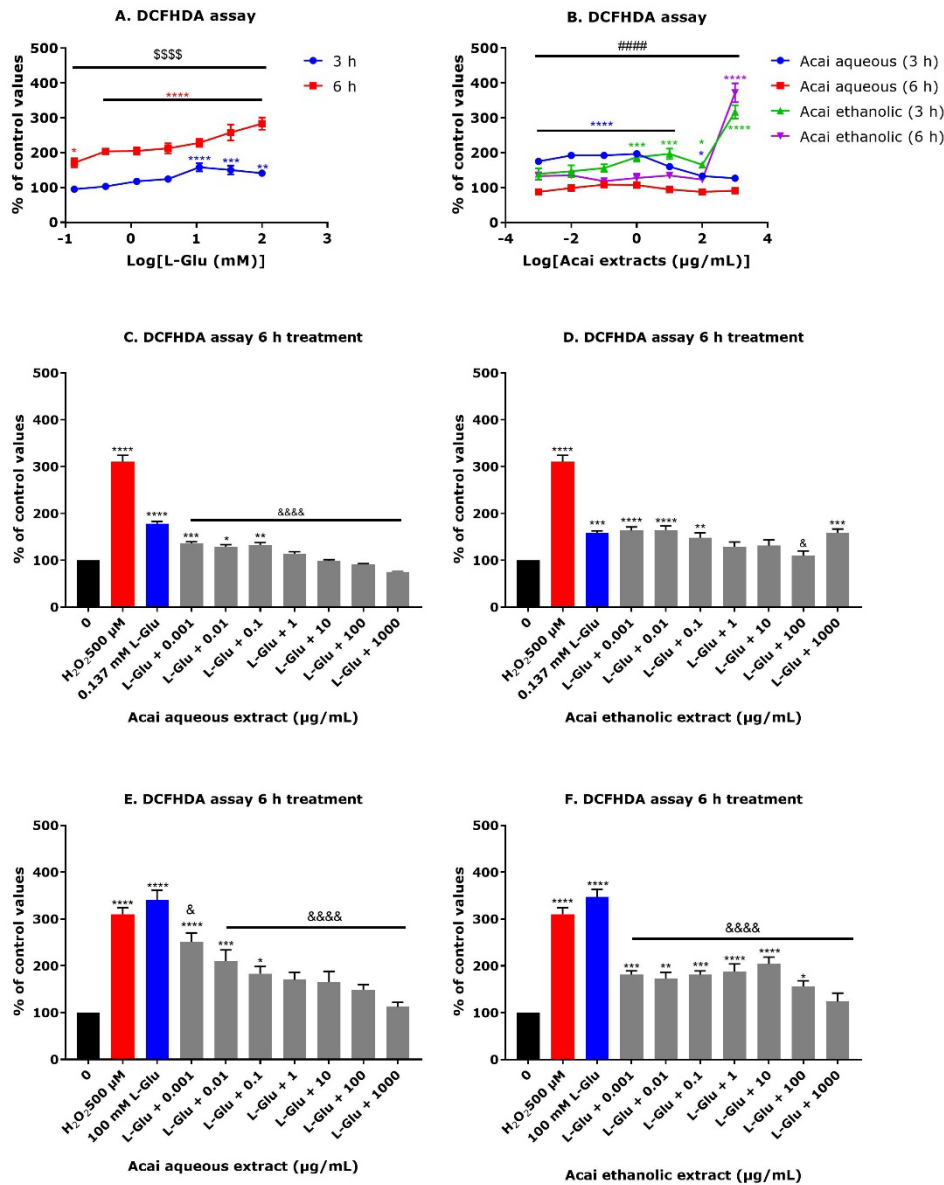 A. DCFHDA assay
% of control values
500
400
300
200
100
0
$$$$
****
*
****
***
**
3 h
6 h
-1
0
1
2
3
Log[L-Glu (mM)]
B. DCFHDA assay
% of control values
500
400
300
200
100
0
####
****
****
***
***
*
*
****
Acai aqueous (3 h)
Acai aqueous (6 h)
Acai ethanolic (3 h)
Acai ethanolic (6 h)
-4
-2
0
2
4
Log[Acai extracts (µg/mL)]
C. DCFHDA assay 6 h treatment
% of control values
500
400
300
200
100
0
****
****
&&&&
***
*
**
0
H₂O₂500 µM
0.137 mM L-Glu
L-Glu + 0.001
L-Glu + 0.01
L-Glu + 0.1
L-Glu + 1
L-Glu + 10
L-Glu + 100
L-Glu + 1000
Acai aqueous extract (µg/mL)
D. DCFHDA assay 6 h treatment
% of control values
500
400
300
200
100
0
****
***
****
****
**
&
***
0
H₂O₂500 µM
0.137 mM L-Glu
L-Glu + 0.001
L-Glu + 0.01
L-Glu + 0.1
L-Glu + 1
L-Glu + 10
L-Glu + 100
L-Glu + 1000
Acai ethanolic extract (µg/mL)
E. DCFHDA assay 6 h treatment
% of control values
500
400
300
200
100
0
****
****
&
****
&&&&
***
*
0
H₂O₂500 µM
100 mM L-Glu
L-Glu + 0.001
L-Glu + 0.01
L-Glu + 0.1
L-Glu + 1
L-Glu + 10
L-Glu + 100
L-Glu + 1000
Acai aqueous extract (µg/mL)
F. DCFHDA assay 6 h treatment
% of control values
500
400
300
200
100
0
****
****
&&&&
***
**
***
****
****
*
0
H₂O₂500 µM
100 mM L-Glu
L-Glu + 0.001
L-Glu + 0.01
L-Glu + 0.1
L-Glu + 1
L-Glu + 10
L-Glu + 100
L-Glu + 1000
Acai ethanolic extract (µg/mL)